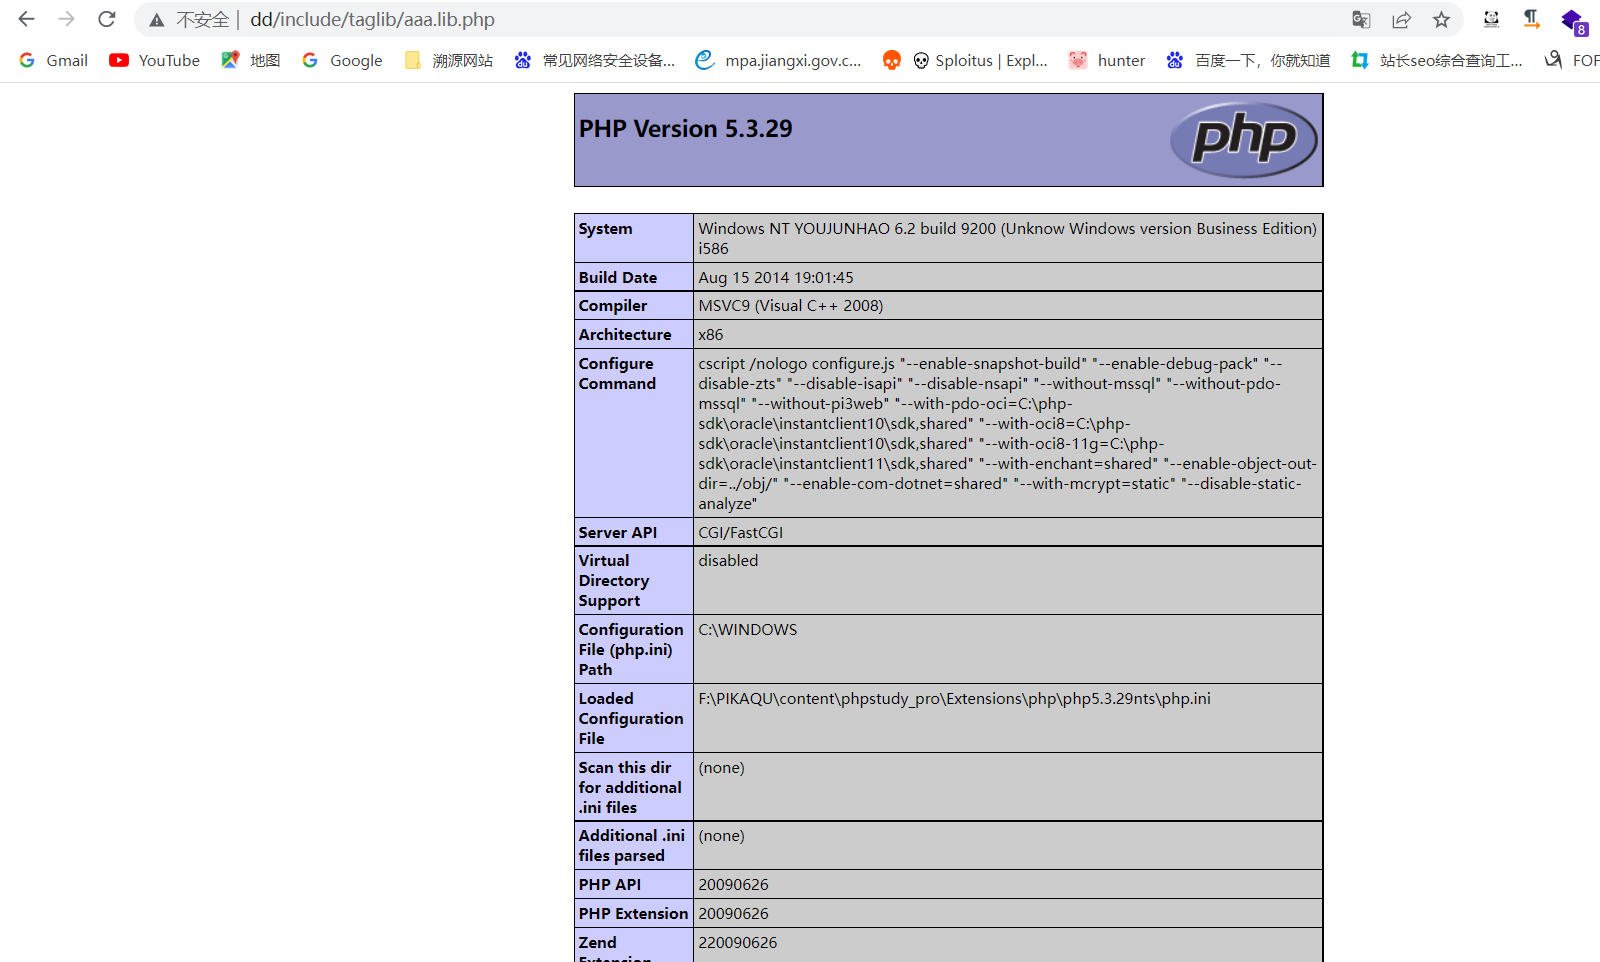 不安全 | dd/include/taglib/aaa.lib.php
8
Gmail YouTube 地图 Google 溯源网站 常见网络安全设备... mpa.jiangxi.gov.c... Sploitus | Expl... hunter 百度一下，你就知道 站长seo综合查询工... FOF
PHP Version 5.3.29
php
System
Windows NT YOUJUNHAO 6.2 build 9200 (Unknow Windows version Business Edition)
i586
Build Date
Aug 15 2014 19:01:45
Compiler
MSVC9 (Visual C++ 2008)
Architecture
x86
Configure
Command
cscript /nologo configure.js "--enable-snapshot-build" "--enable-debug-pack" "--
disable-zts" "--disable-isapi" "--disable-nsapi" "--without-mssql" "--without-pdo-
mssql" "--without-pi3web" "--with-pdo-oci=C:\php-
sdk\oracle\instantclient10\sdk,shared" "--with-oci8=C:\php-
sdk\oracle\instantclient10\sdk,shared" "--with-oci8-11g=C:\php-
sdk\oracle\instantclient11\sdk,shared" "--with-enchant=shared" "--enable-object-out-
dir=../obj/" "--enable-com-dotnet=shared" "--with-mcrypt=static" "--disable-static-
analyze"
Server API
CGI/FastCGI
Virtual
Directory
Support
disabled
Configuration
File (php.ini)
Path
C:\WINDOWS
Loaded
Configuration
File
F:\PIKAQU\content\phpstudy_pro\Extensions\php\php5.3.29nts\php.ini
Scan this dir
for additional
.ini files
(none)
Additional .ini
files parsed
(none)
PHP API
20090626
PHP Extension
20090626
Zend
Extension
220090626